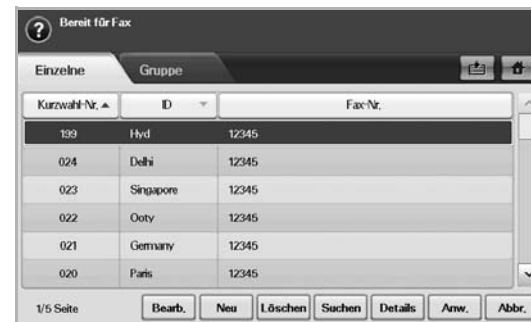 Bereit für Fax
Einzelne Gruppe
Kurzwahl-Nr. ID Fax-Nr.
199 Hyd 12345
024 Delhi 12345
023 Singapore 12345
022 Ooty 12345
021 Germany 12345
020 Paris 12345
1/5 Seite Bearb. Neu Löschen Suchen Details Anw. Abbr.